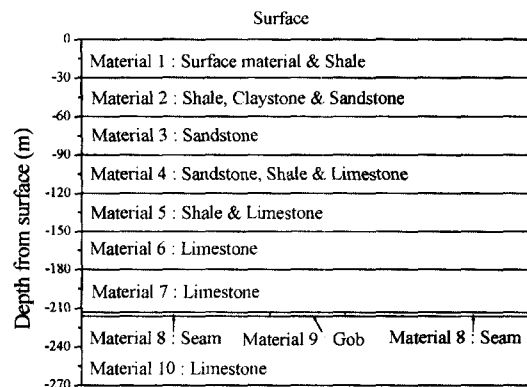 Surface
Depth from surface (m)
0
Material 1 : Surface material & Shale
-30
Material 2 : Shale, Claystone & Sandstone
-60
Material 3 : Sandstone
-90
Material 4 : Sandstone, Shale & Limestone
-120
Material 5 : Shale & Limestone
-150
Material 6 : Limestone
-180
Material 7 : Limestone
-210
Material 8 : Seam Material 9 Gob Material 8 : Seam
-240
Material 10 : Limestone
-270